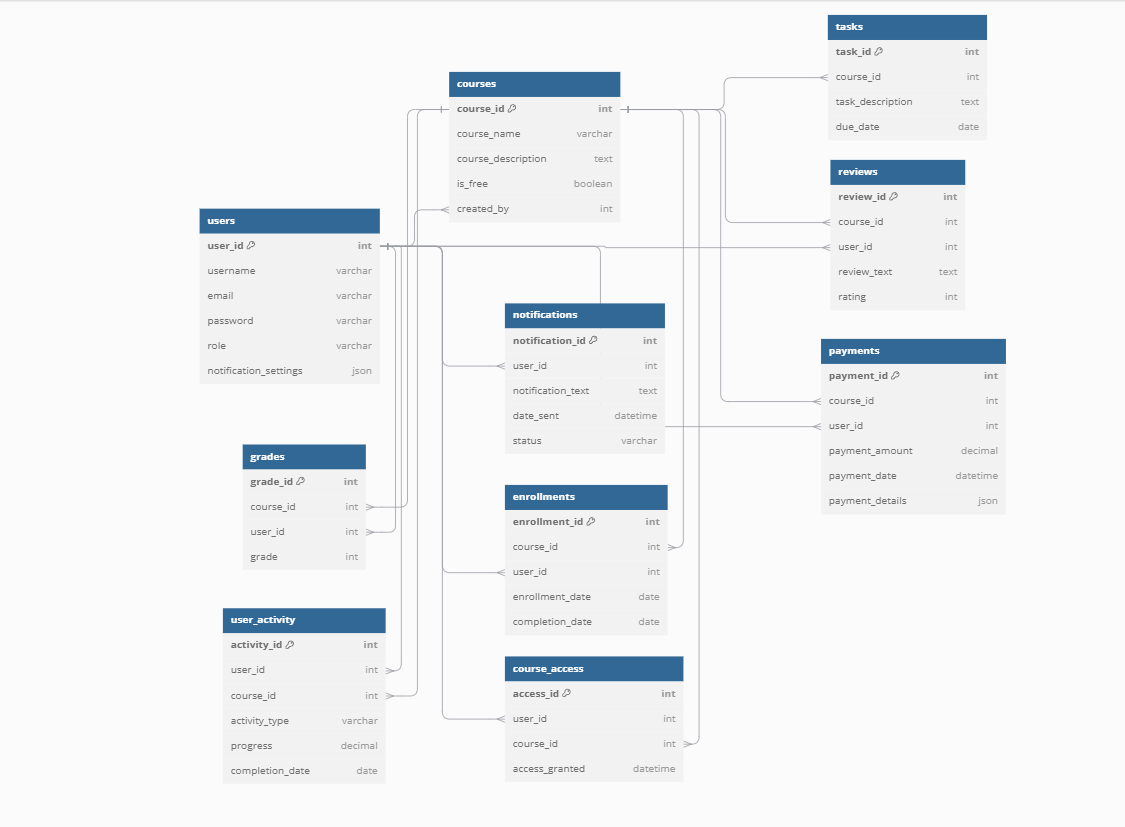 tasks
task_id int
course_id int
task_description text
due_date date
courses
course_id int
course_name varchar
course_description text
is_free boolean
created_by int
reviews
review_id int
course_id int
user_id int
review_text text
rating int
users
user_id int
username varchar
email varchar
password varchar
role varchar
notification_settings json
notifications
notification_id int
user_id int
notification_text text
date_sent datetime
status varchar
payments
payment_id int
course_id int
user_id int
payment_amount decimal
payment_date datetime
payment_details json
grades
grade_id int
course_id int
user_id int
grade int
enrollments
enrollment_id int
course_id int
user_id int
enrollment_date date
completion_date date
user_activity
activity_id int
user_id int
course_id int
activity_type varchar
progress decimal
completion_date date
course_access
access_id int
user_id int
course_id int
access_granted datetime